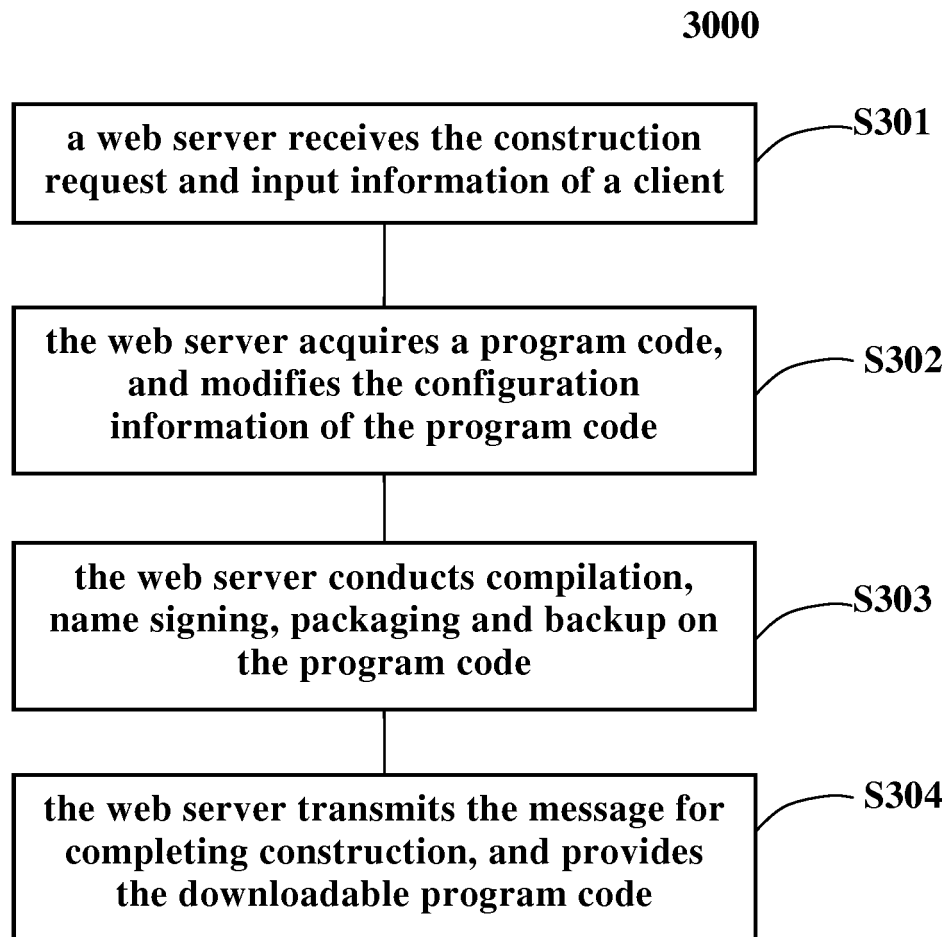 3000
a web server receives the construction
request and input information of a client
S301
the web server acquires a program code,
and modifies the configuration
information of the program code
S302
the web server conducts compilation,
name signing, packaging and backup on
the program code
S303
the web server transmits the message for
completing construction, and provides
the downloadable program code
S304